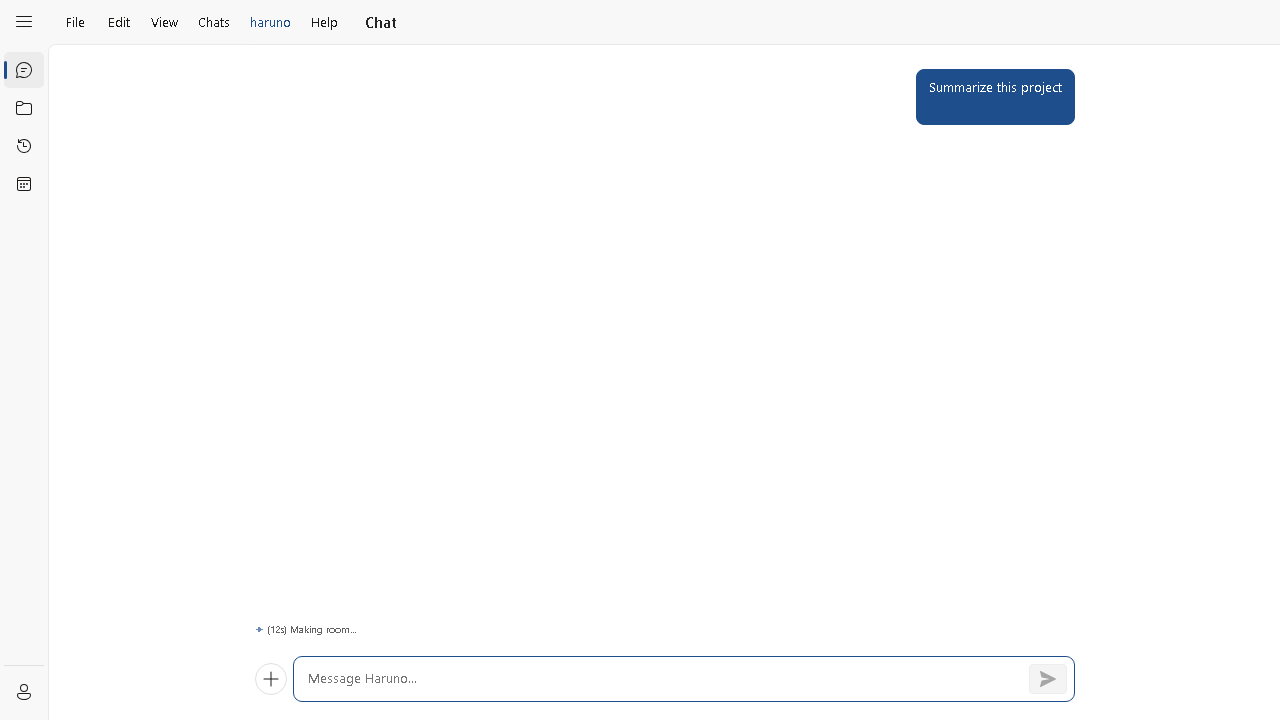 File Edit View Chats haruno Help Chat
Summarize this project
(12s) Making room...
Message Haruno...